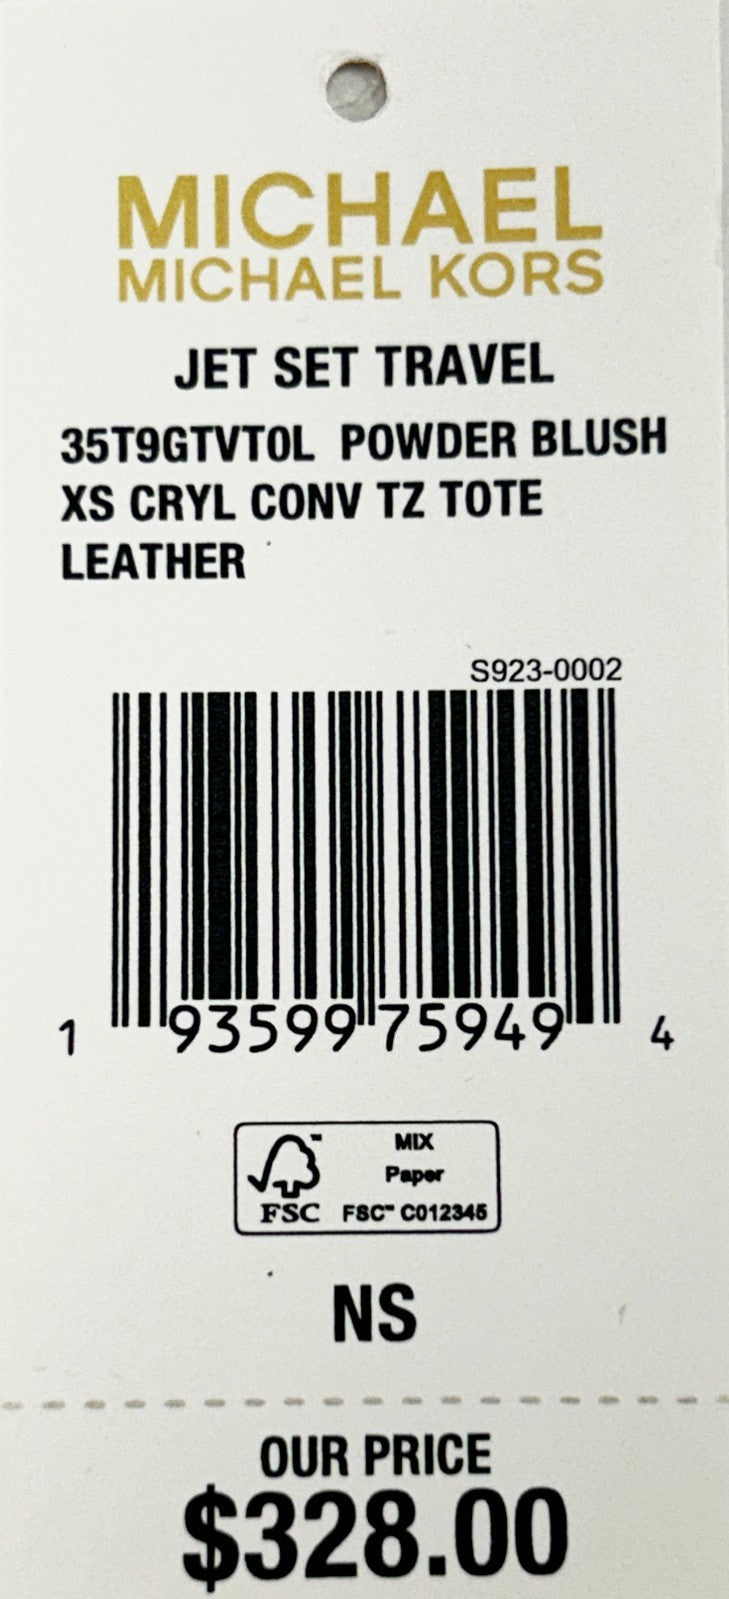 MICHAEL
MICHAEL KORS
JET SET TRAVEL
35T9GTVT0L POWDER BLUSH
XS CRYL CONV TZ TOTE
LEATHER
S923-0002
1 93599 75949 4
MIX
Paper
FSC™ C012345
FSC
NS
OUR PRICE
$328.00